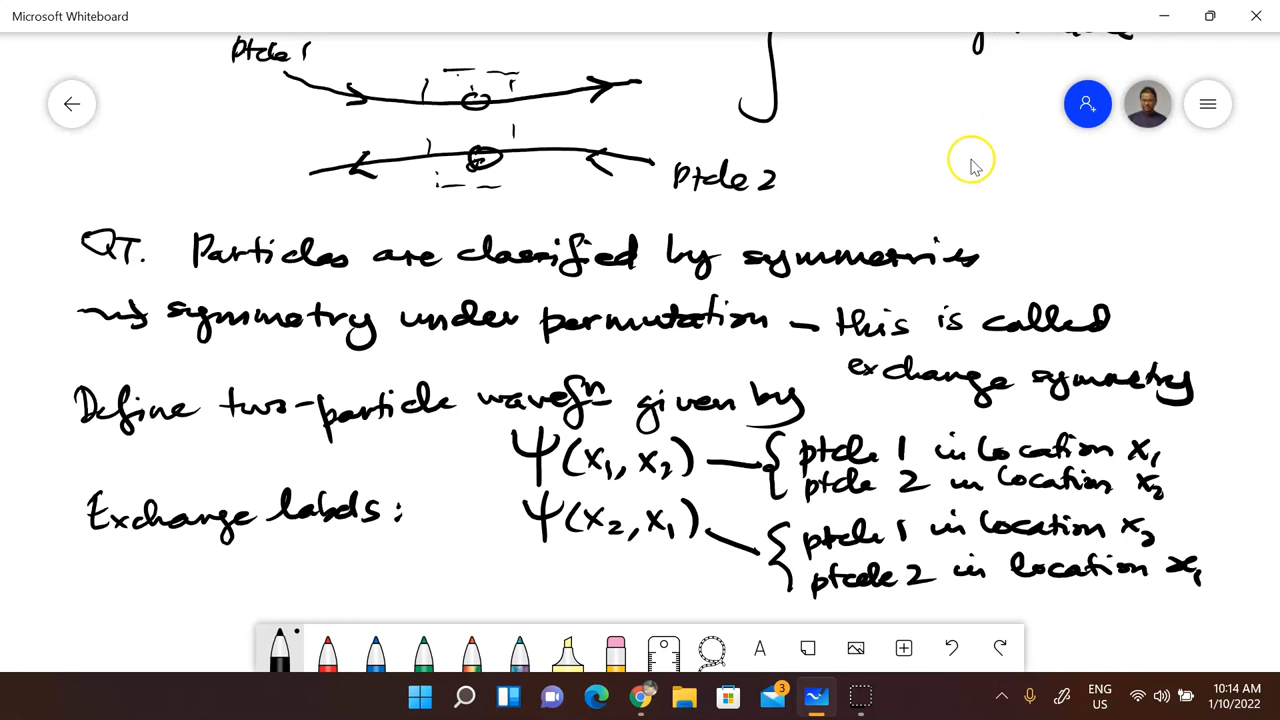 Microsoft Whiteboard
Ptcle 1
Ptcle 2
QT. Particles are classified by symmetries
symmetry under permutation – this is called
exchange symmetry
Define two-particle wavefn given by
Ψ(x₁, x₂) { ptcle 1 in location x₁
ptcle 2 in location x₂
Exchange labels: Ψ(x₂, x₁) { ptcle 1 in location x₂
ptcle 2 in location x₁
A
3
ENG
US
10:14 AM
1/10/2022